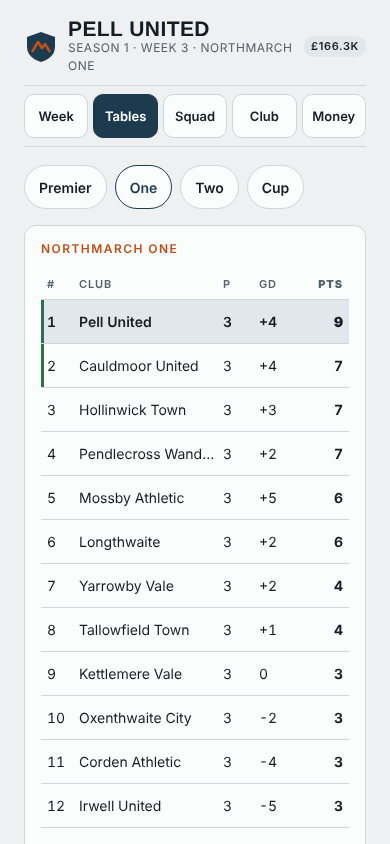 PELL UNITED
SEASON 1 · WEEK 3 · NORTHMARCH
ONE
£166.3K
Week Tables Squad Club Money
Premier One Two Cup
NORTHMARCH ONE
# CLUB P GD PTS
1 Pell United 3 +4 9
2 Cauldmoor United 3 +4 7
3 Hollinwick Town 3 +3 7
4 Pendlecross Wand... 3 +2 7
5 Mossby Athletic 3 +5 6
6 Longthwaite 3 +2 6
7 Yarrowby Vale 3 +2 4
8 Tallowfield Town 3 +1 4
9 Kettlemere Vale 3 0 3
10 Oxenthwaite City 3 -2 3
11 Corden Athletic 3 -4 3
12 Irwell United 3 -5 3